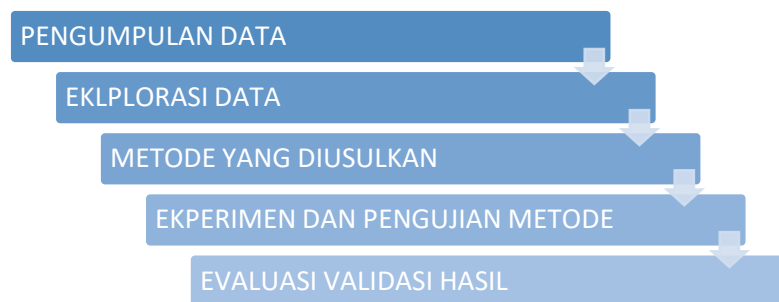 PENGUMPULAN DATA
EKLPLORASI DATA
METODE YANG DIUSULKAN
EKPERIMEN DAN PENGUJIAN METODE
EVALUASI VALIDASI HASIL